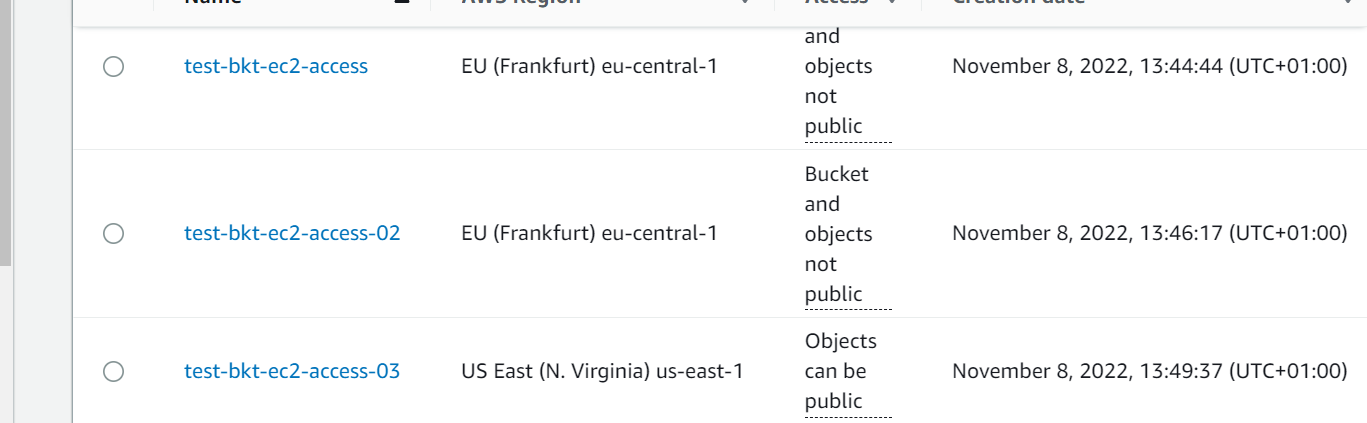 Name AWS Region Access Creation date
and
test-bkt-ec2-access EU (Frankfurt) eu-central-1 objects November 8, 2022, 13:44:44 (UTC+01:00)
not
public
Bucket
and
test-bkt-ec2-access-02 EU (Frankfurt) eu-central-1 objects November 8, 2022, 13:46:17 (UTC+01:00)
not
public
Objects
test-bkt-ec2-access-03 US East (N. Virginia) us-east-1 can be November 8, 2022, 13:49:37 (UTC+01:00)
public